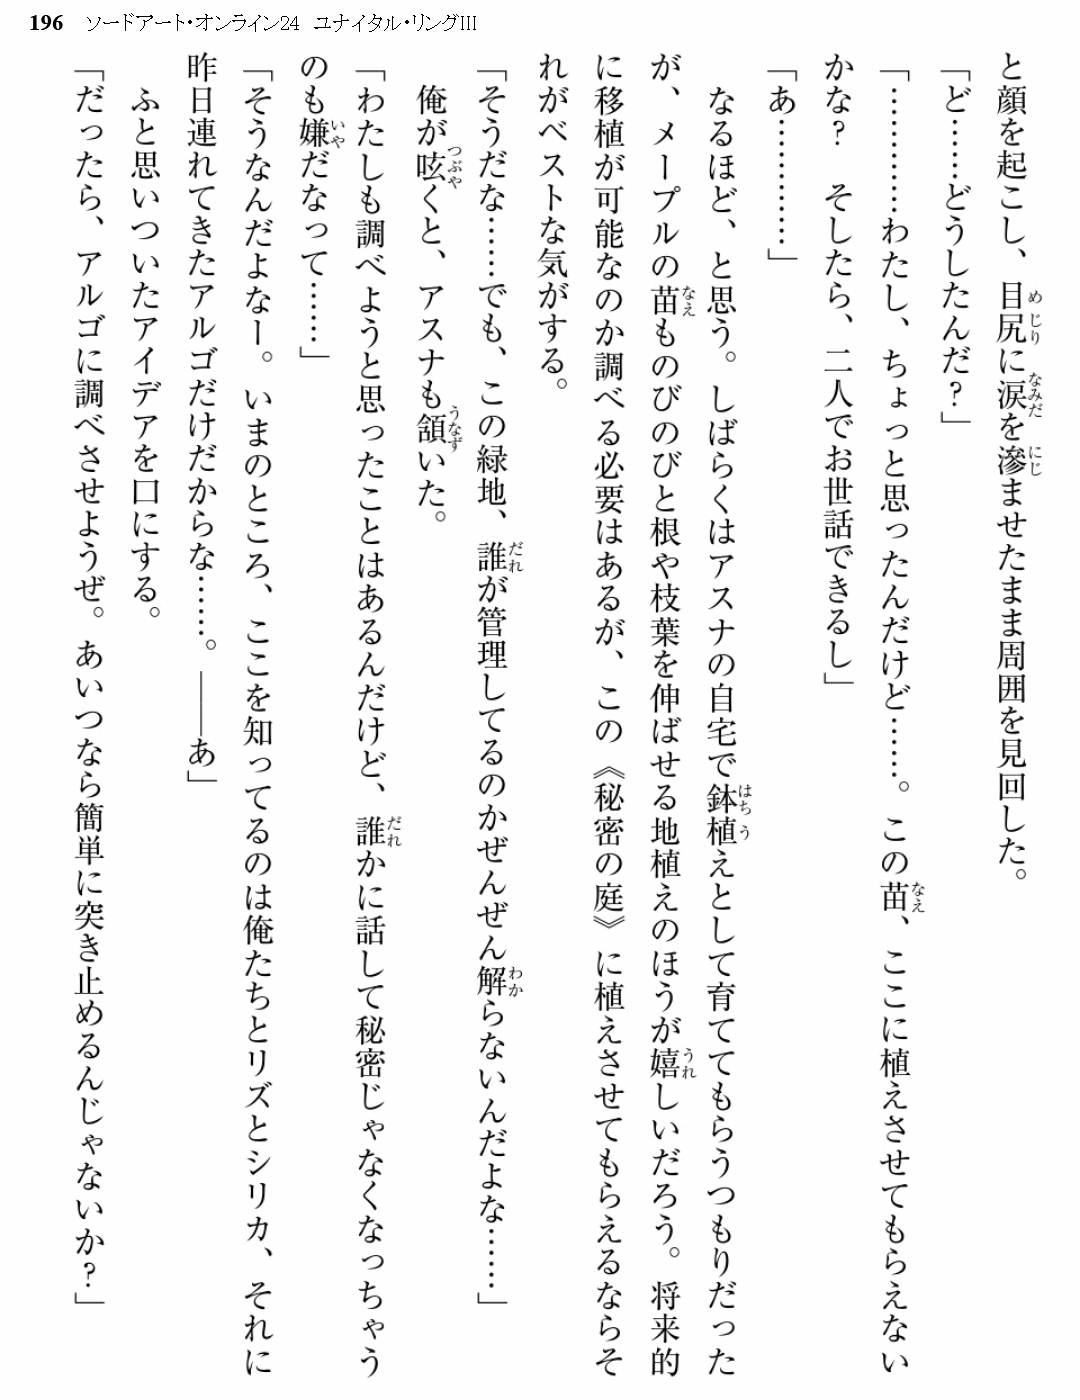 196 ソードアート・オンライン24 ユナイタル・リングIII
と顔を起こし、目尻に涙を滲ませたまま周囲を見回した。
「ど……どうしたんだ？」
「…………わたし、ちょっと思ったんだけど……。この苗、ここに植えさせてもらえない
かな？ そしたら、二人でお世話できるし」
「あ…………」
なるほど、と思う。しばらくはアスナの自宅で鉢植えとして育ててもらうつもりだった
が、メープルの苗ものびのびと根や枝葉を伸ばせる地植えのほうが嬉しいだろう。将来的
に移植が可能なのか調べる必要はあるが、この《秘密の庭》に植えさせてもらえるならそ
れがベストな気がする。
「そうだな……でも、この緑地、誰が管理してるのかぜんぜん解らないんだよな……」
俺が呟くと、アスナも頷いた。
「わたしも調べようと思ったことはあるんだけど、誰かに話して秘密じゃなくなっちゃう
のも嫌だなって……」
「そうなんだよなー。いまのところ、ここを知ってるのは俺たちとリズとシリカ、それに
昨日連れてきたアルゴだけだからな……。――あ」
ふと思いついたアイデアを口にする。
「だったら、アルゴに調べさせようぜ。あいつなら簡単に突き止めるんじゃないか？」